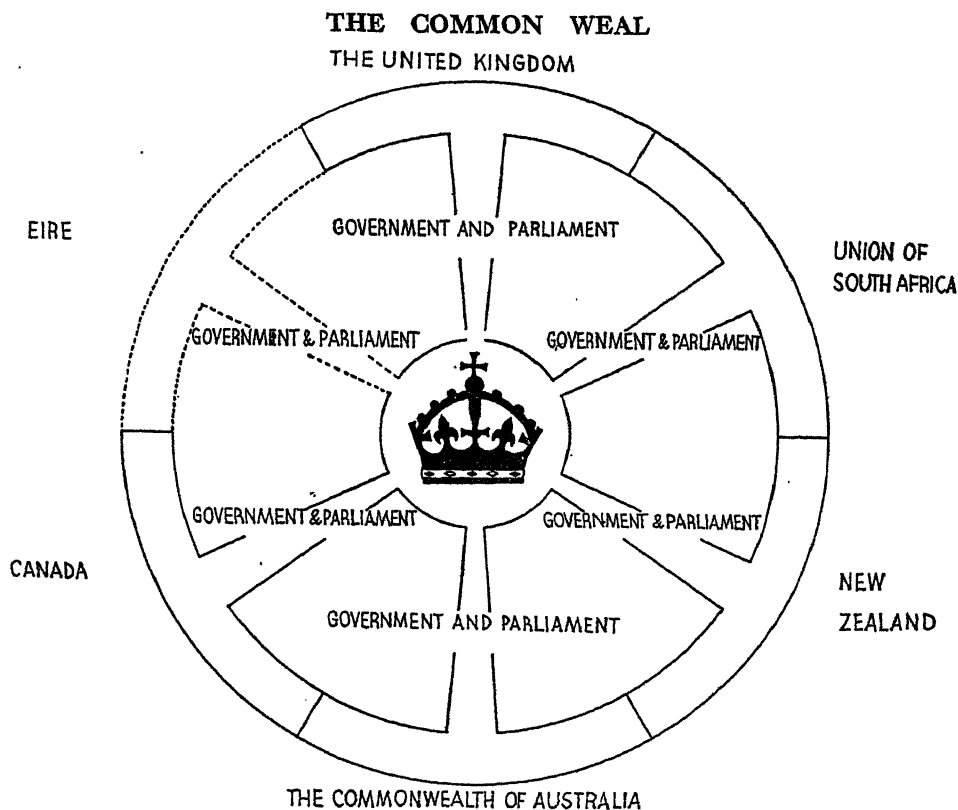 THE COMMON WEAL
THE UNITED KINGDOM
EIRE
GOVERNMENT AND PARLIAMENT
UNION OF
SOUTH AFRICA
GOVERNMENT & PARLIAMENT
GOVERNMENT & PARLIAMENT
GOVERNMENT & PARLIAMENT
GOVERNMENT & PARLIAMENT
CANADA
NEW
ZEALAND
GOVERNMENT AND PARLIAMENT
THE COMMONWEALTH OF AUSTRALIA